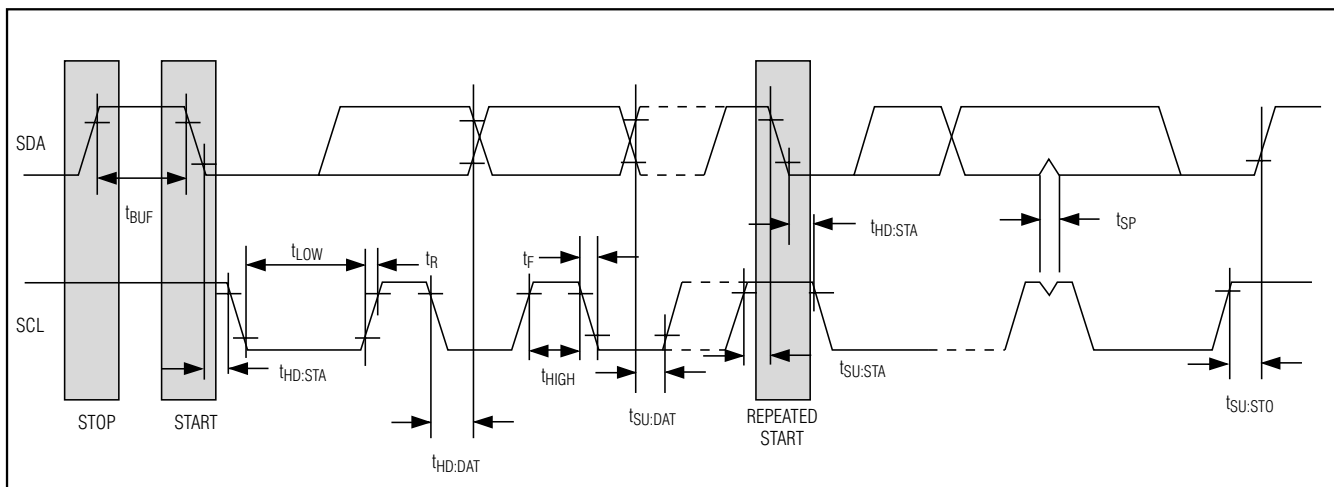 SDA
tBUF
tLOW
tR
tF
tHD:STA
tSP
SCL
tHD:STA
tHIGH
tSU:STA
tSU:DAT
tSU:STO
STOP
START
REPEATED
START
tHD:DAT